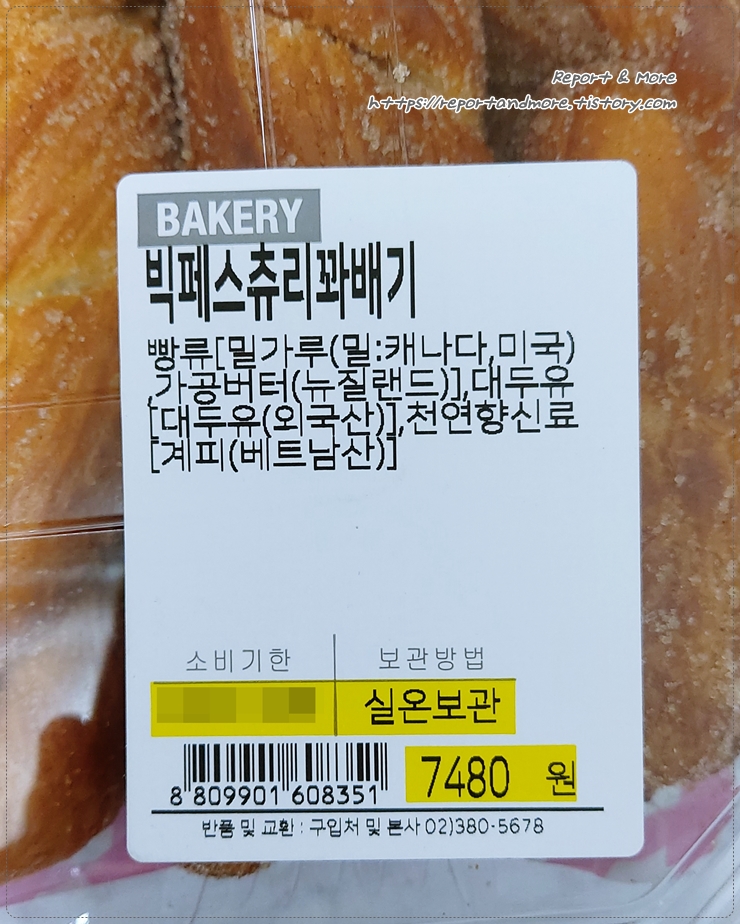 Report & More
https://reportandmore.tistory.com
BAKERY
빅페스츄리꽈배기
빵류[밀가루(밀:캐나다,미국)
,가공버터(뉴질랜드)],대두유
[대두유(외국산)],천연향신료
[계피(베트남산)]
소비기한 보관방법
실온보관
8 809901 608351
7480 원
반품 및 교환 : 구입처 및 본사 02)380-5678